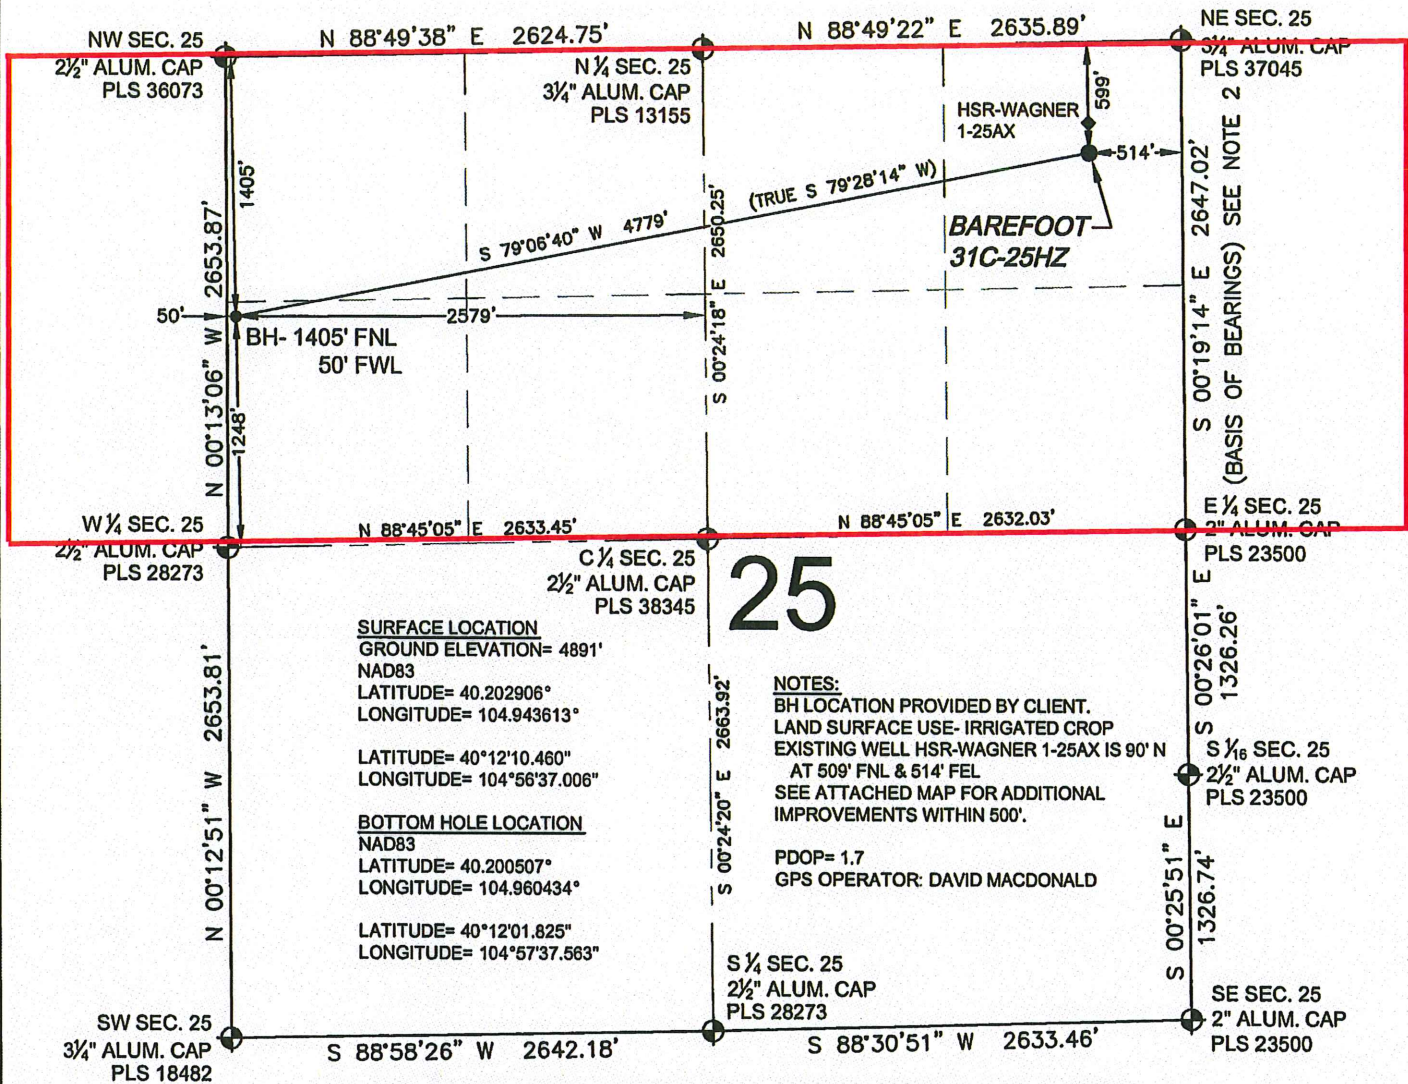 NW SEC. 25
2½" ALUM. CAP
PLS 36073
N 88°49'38" E 2624.75'
N ¼ SEC. 25
3¼" ALUM. CAP
PLS 13155
N 88°49'22" E 2635.89'
NE SEC. 25
3¼" ALUM. CAP
PLS 37045
599'
HSR-WAGNER
1-25AX
514'
1405'
N 00°13'06" W 2653.87'
S 79°06'40" W 4779'
(TRUE S 79°28'14" W)
S 00°24'18" E 2650.25'
BAREFOOT
31C-25HZ
S 00°19'14" E 2647.02'
(BASIS OF BEARINGS) SEE NOTE 2
50'
2579'
BH- 1405' FNL
50' FWL
1248'
W ¼ SEC. 25
2½" ALUM. CAP
PLS 28273
N 88°45'05" E 2633.45'
C ¼ SEC. 25
2½" ALUM. CAP
PLS 38345
N 88°45'05" E 2632.03'
E ¼ SEC. 25
2" ALUM. CAP
PLS 23500
25
SURFACE LOCATION
GROUND ELEVATION= 4891'
NAD83
LATITUDE= 40.202906°
LONGITUDE= 104.943613°
LATITUDE= 40°12'10.460"
LONGITUDE= 104°56'37.006"
BOTTOM HOLE LOCATION
NAD83
LATITUDE= 40.200507°
LONGITUDE= 104.960434°
LATITUDE= 40°12'01.825"
LONGITUDE= 104°57'37.563"
N 00°12'51" W 2653.81'
S 00°24'20" E 2663.92'
NOTES:
BH LOCATION PROVIDED BY CLIENT.
LAND SURFACE USE- IRRIGATED CROP
EXISTING WELL HSR-WAGNER 1-25AX IS 90' N
AT 509' FNL & 514' FEL
SEE ATTACHED MAP FOR ADDITIONAL
IMPROVEMENTS WITHIN 500'.
PDOP= 1.7
GPS OPERATOR: DAVID MACDONALD
S 00°26'01" E
1326.26'
S 1/16 SEC. 25
2½" ALUM. CAP
PLS 23500
S 00°25'51" E
1326.74'
SW SEC. 25
3¼" ALUM. CAP
PLS 18482
S 88°58'26" W 2642.18'
S ¼ SEC. 25
2½" ALUM. CAP
PLS 28273
S 88°30'51" W 2633.46'
SE SEC. 25
2" ALUM. CAP
PLS 23500